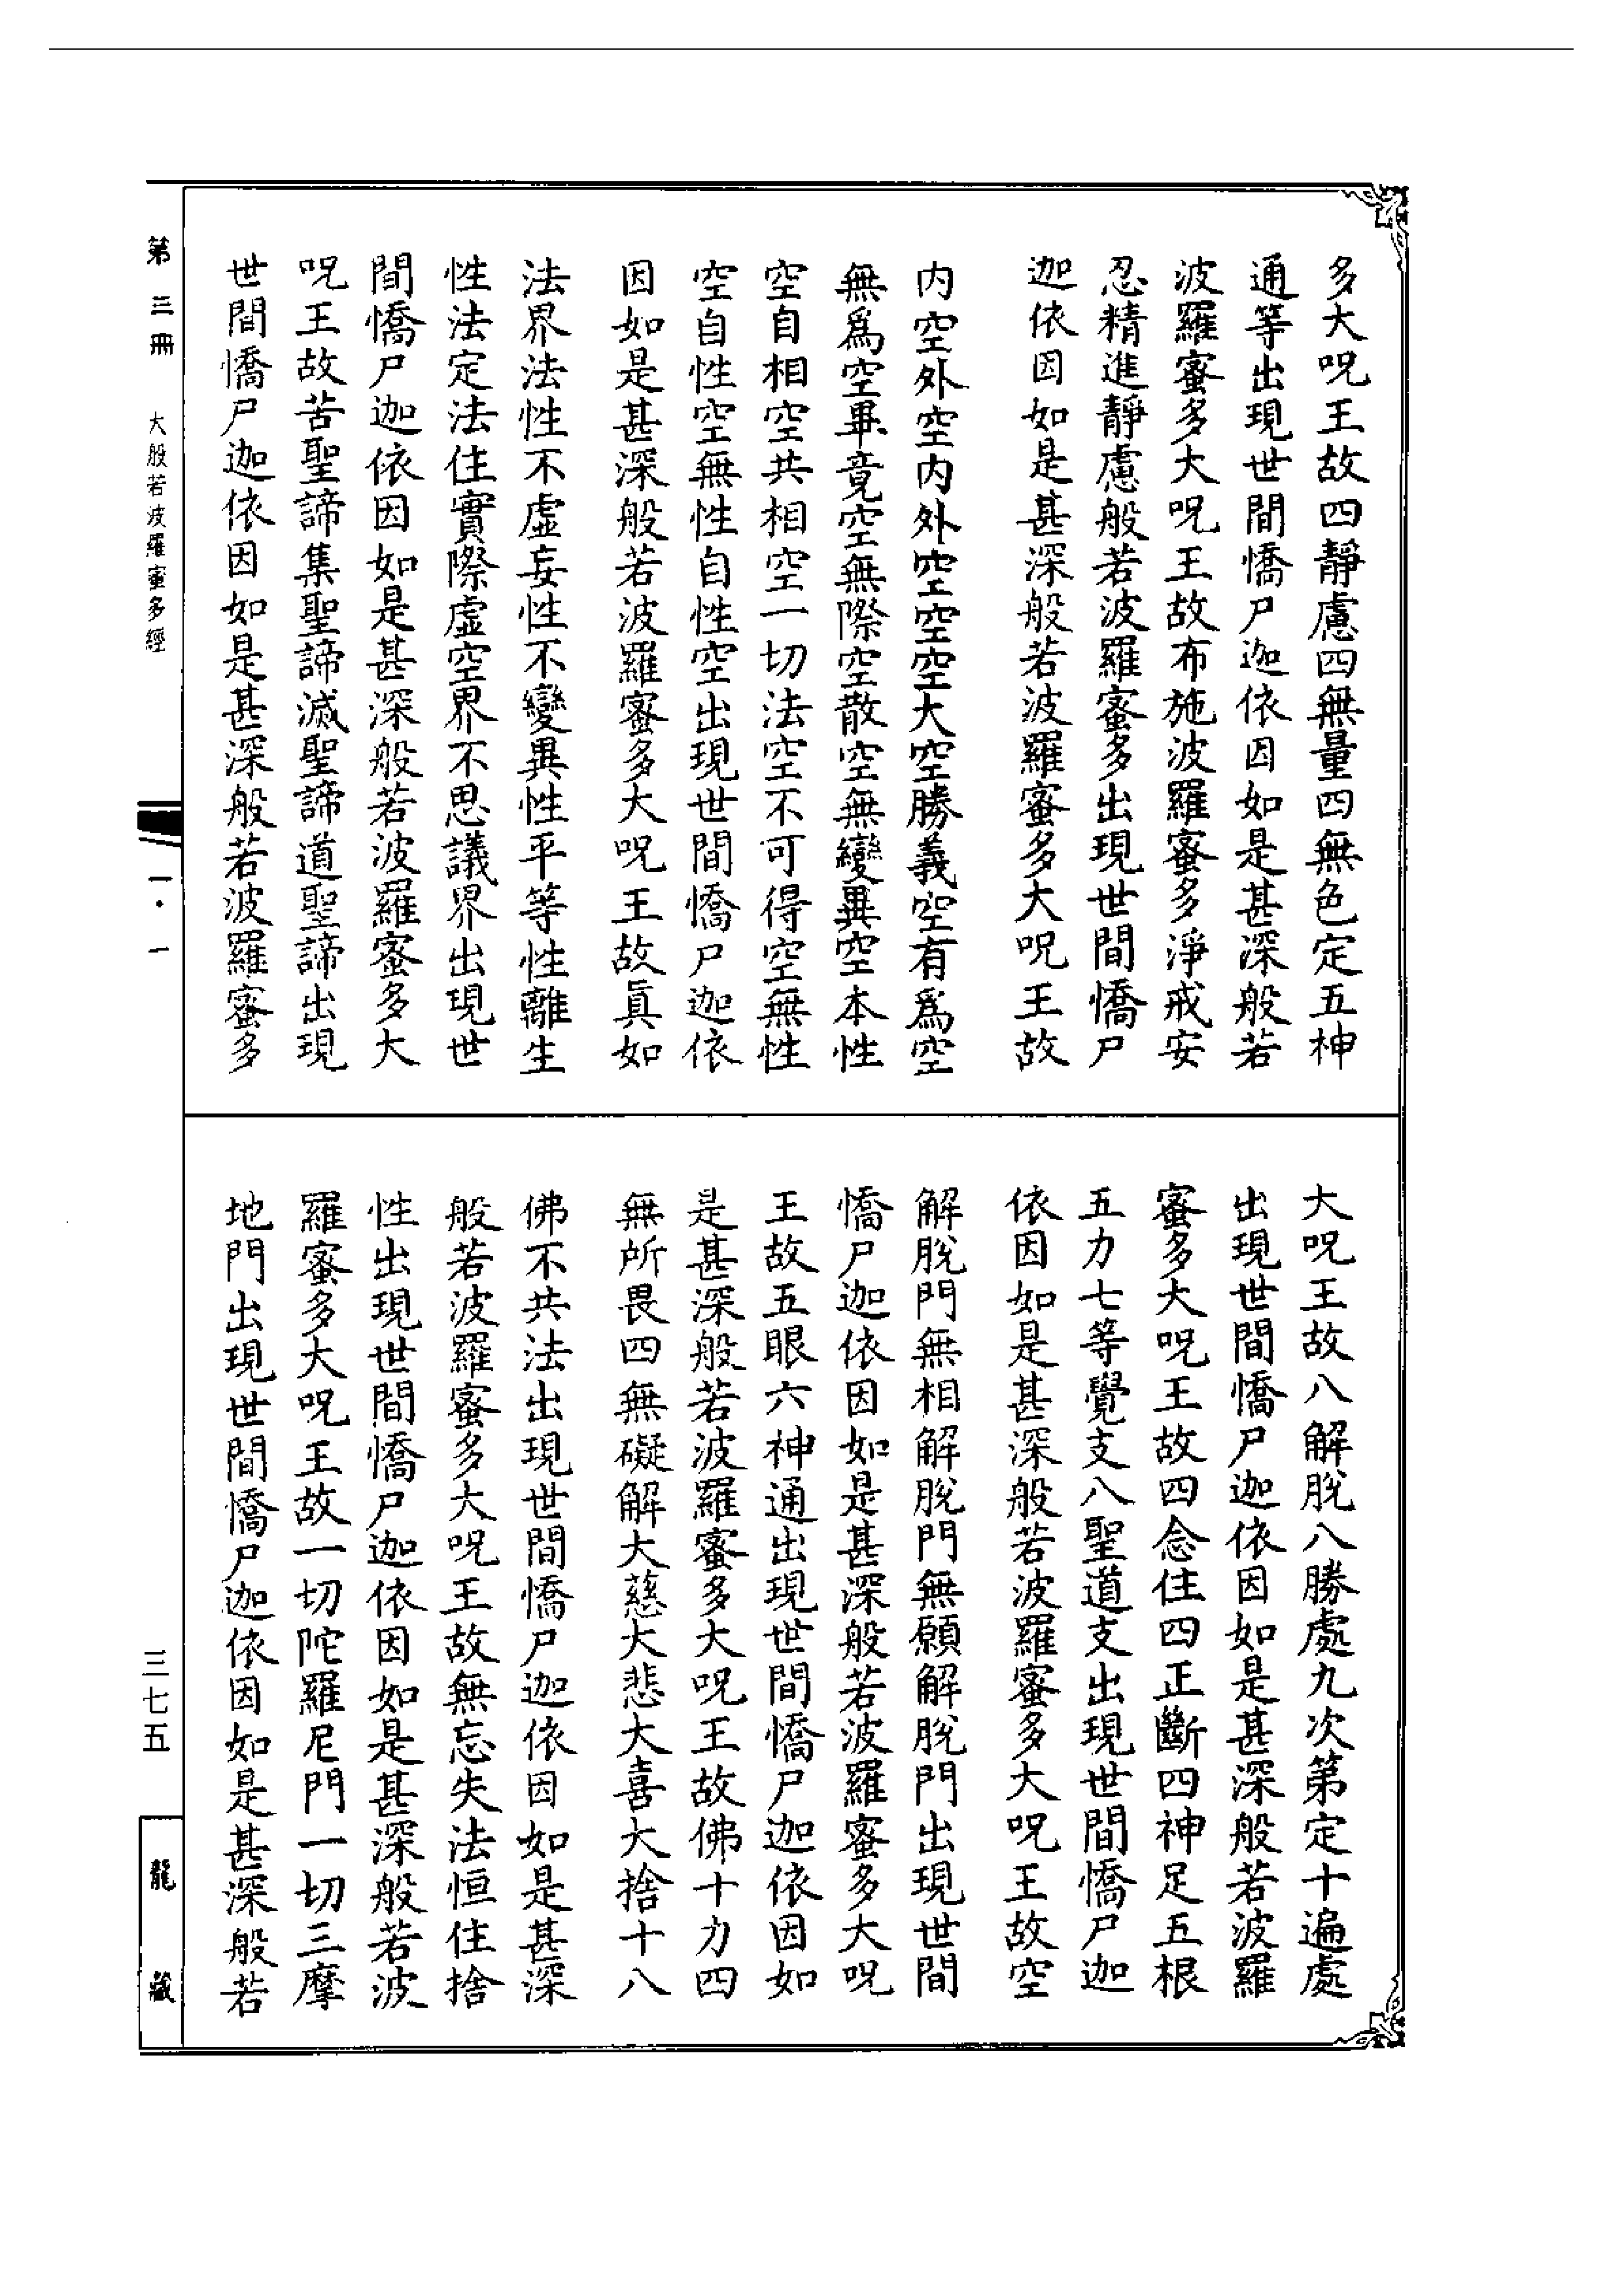 多大呪王故四靜慮四無量四無色定五神
通等出現世間憍尸迦依因如是甚深般若
波羅蜜多大呪王故布施波羅蜜多淨戒安
忍精進靜慮般若波羅蜜多出現世間憍尸
迦依因如是甚深般若波羅蜜多大呪王故
内空外空内外空空空大空勝義空有爲空
無爲空畢竟空無際空散空無變異空本性
空自相空共相空一切法空不可得空無性
空自性空無性自性空出現世間憍尸迦依
因如是甚深般若波羅蜜多大呪王故眞如
法界法性不虛妄性不變異性平等性離生
性法定法住實際虛空界不思議界出現世
間憍尸迦依因如是甚深般若波羅蜜多大
呪王故苦聖諦集聖諦滅聖諦道聖諦出現
世間憍尸迦依因如是甚深般若波羅蜜多
大呪王故八解脫八勝處九次第定十遍處
出現世間憍尸迦依因如是甚深般若波羅
蜜多大呪王故四念住四正斷四神足五根
五力七等覺支八聖道支出現世間憍尸迦
依因如是甚深般若波羅蜜多大呪王故空
解脫門無相解脫門無願解脫門出現世間
憍尸迦依因如是甚深般若波羅蜜多大呪
王故五眼六神通出現世間憍尸迦依因如
是甚深般若波羅蜜多大呪王故佛十力四
無所畏四無礙解大慈大悲大喜大捨十八
佛不共法出現世間憍尸迦依因如是甚深
般若波羅蜜多大呪王故無忘失法恒住捨
性出現世間憍尸迦依因如是甚深般若波
羅蜜多大呪王故一切陀羅尼門一切三摩
地門出現世間憍尸迦依因如是甚深般若
第三冊 大般若波羅蜜多經 一·一 三七五 龍藏